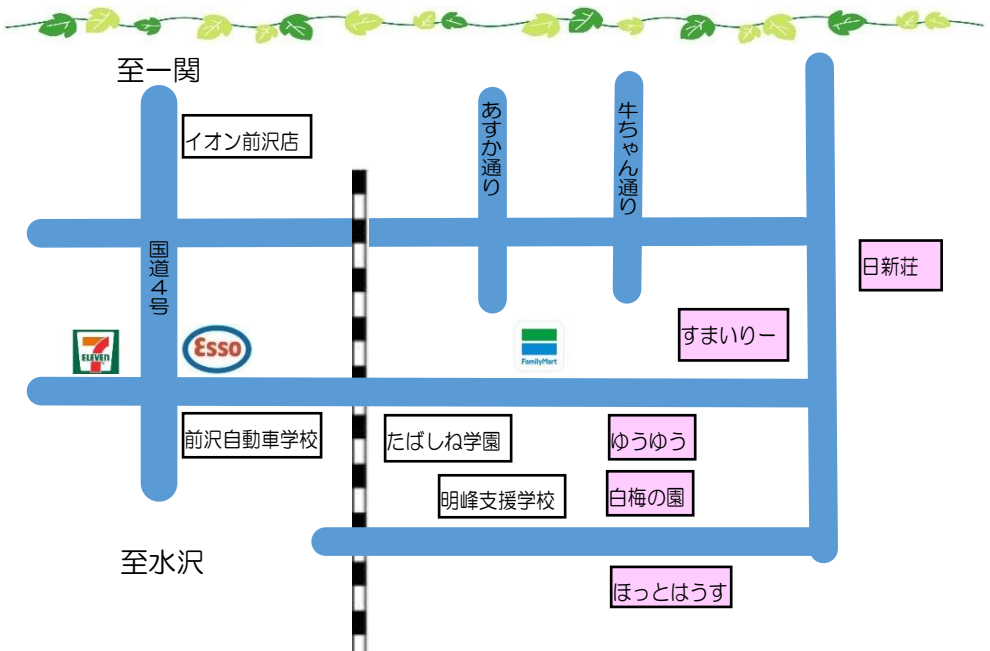 至一関
イオン前沢店
あすか通り
牛ちゃん通り
国道4号
日新荘
すまいりー
7
ELEVEN
Esso
FamilyMart
前沢自動車学校
たばしね学園
ゆうゆう
明峰支援学校
白梅の園
至水沢
ほっとはうす